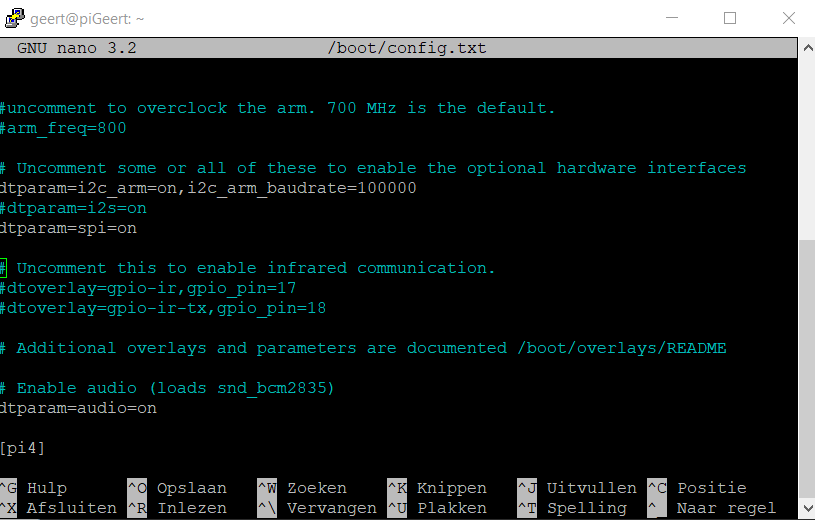 geert@piGeert: ~
GNU nano 3.2 /boot/config.txt
#uncomment to overclock the arm. 700 MHz is the default.
#arm_freq=800
# Uncomment some or all of these to enable the optional hardware interfaces
dtparam=i2c_arm=on,i2c_arm_baudrate=100000
#dtparam=i2s=on
dtparam=spi=on
# Uncomment this to enable infrared communication.
#dtoverlay=gpio-ir,gpio_pin=17
#dtoverlay=gpio-ir-tx,gpio_pin=18
# Additional overlays and parameters are documented /boot/overlays/README
# Enable audio (loads snd_bcm2835)
dtparam=audio=on
[pi4]
^G Hulp ^O Opslaan ^W Zoeken ^K Knippen ^J Uitvullen ^C Positie
^X Afsluiten ^R Inlezen ^\ Vervangen ^U Plakken ^T Spelling ^_ Naar regel